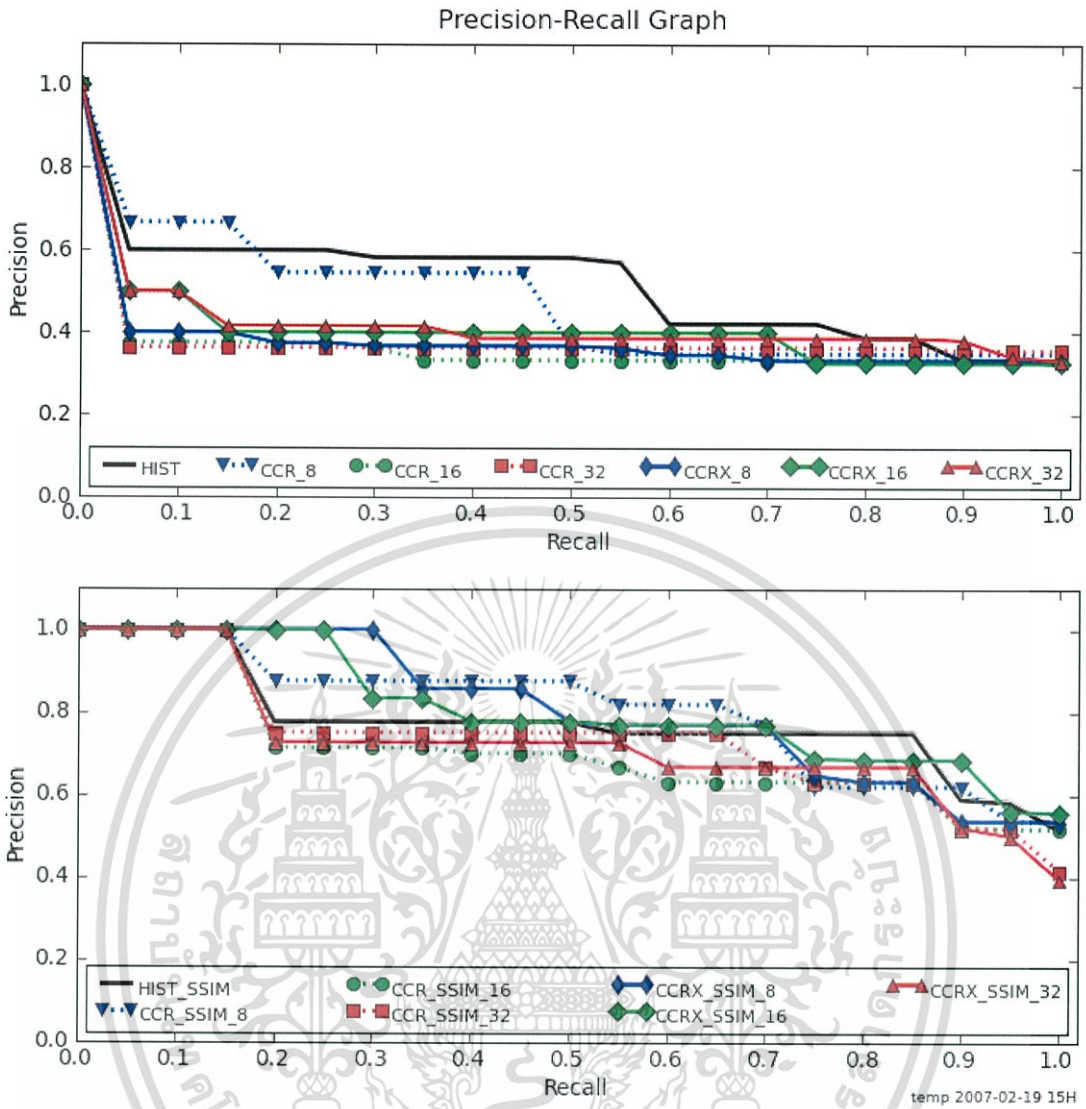 Precision-Recall Graph
Precision
1.0
0.8
0.6
0.4
0.2
0.0
HIST CCR_8 CCR_16 CCR_32 CCRX_8 CCRX_16 CCRX_32
0.0 0.1 0.2 0.3 0.4 0.5 0.6 0.7 0.8 0.9 1.0
Recall
Precision
1.0
0.8
0.6
0.4
0.2
0.0
HIST_SSIM CCR_SSIM_16 CCRX_SSIM_8 CCRX_SSIM_32
CCR_SSIM_8 CCR_SSIM_32 CCRX_SSIM_16
0.0 0.1 0.2 0.3 0.4 0.5 0.6 0.7 0.8 0.9 1.0
Recall
temp 2007-02-19 15H